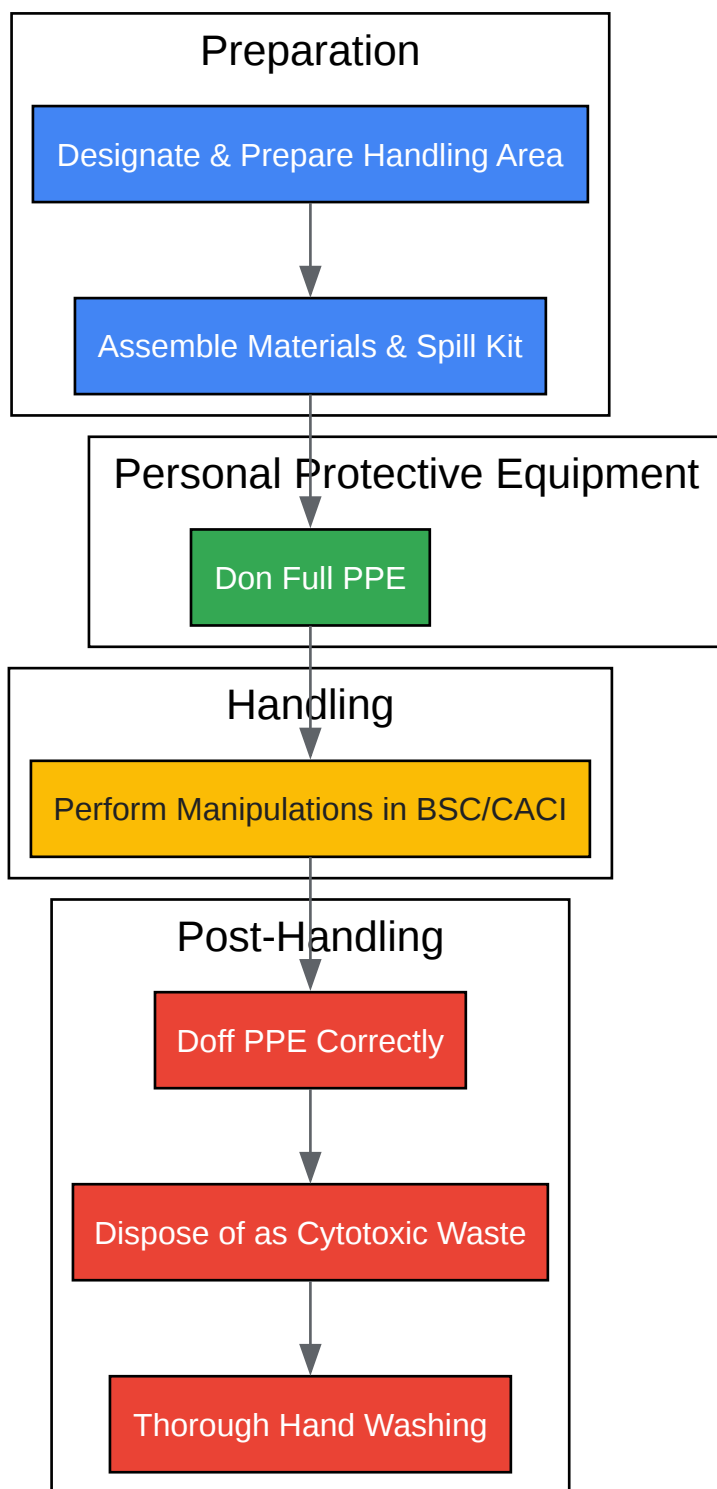 Preparation
Designate & Prepare Handling Area
Assemble Materials & Spill Kit
Personal Protective Equipment
Don Full PPE
Handling
Perform Manipulations in BSC/CACI
Post-Handling
Doff PPE Correctly
Dispose of as Cytotoxic Waste
Thorough Hand Washing